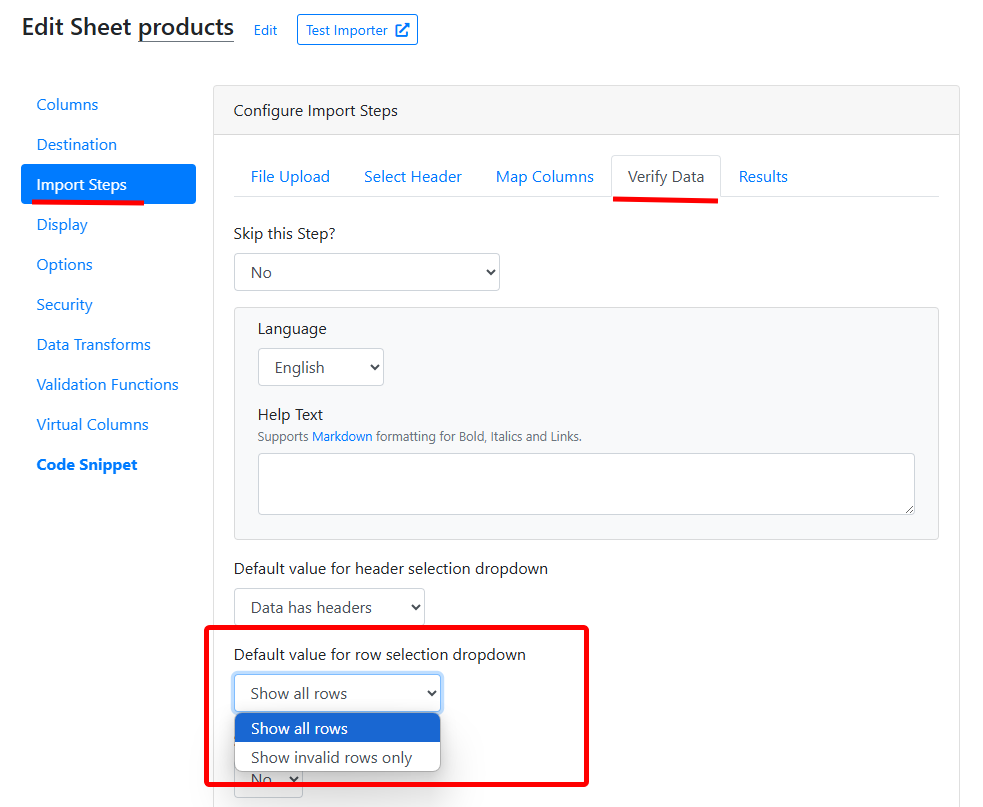 Edit Sheet products Edit Test Importer
Columns
Destination
Import Steps
Display
Options
Security
Data Transforms
Validation Functions
Virtual Columns
Code Snippet
Configure Import Steps
File Upload Select Header Map Columns Verify Data Results
Skip this Step?
No
Language
English
Help Text
Supports Markdown formatting for Bold, Italics and Links.
Default value for header selection dropdown
Data has headers
Default value for row selection dropdown
Show all rows
Show all rows
Show invalid rows only
No